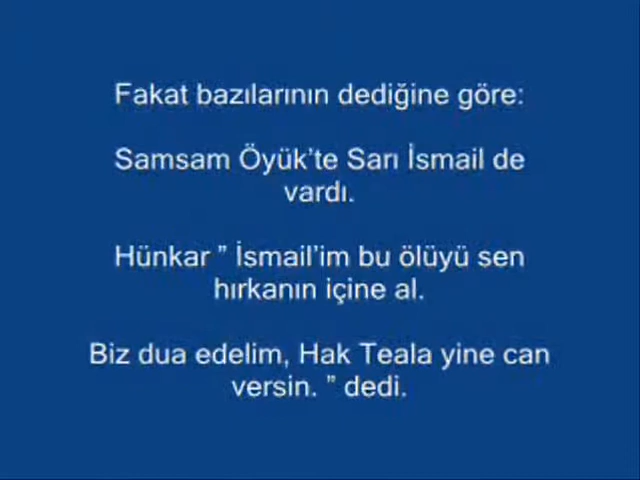 Fakat bazılarının dediğine göre:
Samsam Öyük'te Sarı İsmail de
vardı.
Hünkar ” İsmail'im bu ölüyü sen
hırkanın içine al.
Biz dua edelim, Hak Teala yine can
versin. ” dedi.